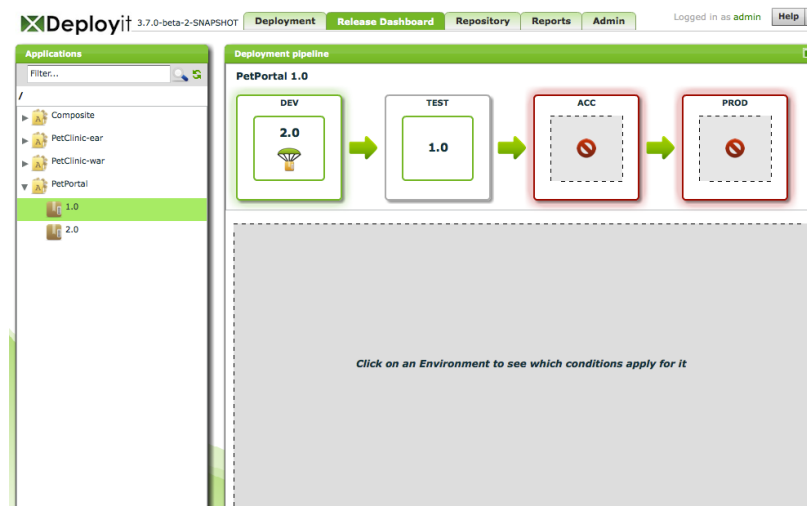 Deployit 3.7.0-beta-2-SNAPSHOT Deployment Release Dashboard Repository Reports Admin Logged in as admin Help
Applications
Filter...
/
Composite
PetClinic-ear
PetClinic-war
PetPortal
1.0
2.0
Deployment pipeline
PetPortal 1.0
DEV TEST ACC PROD
2.0 1.0
Click on an Environment to see which conditions apply for it